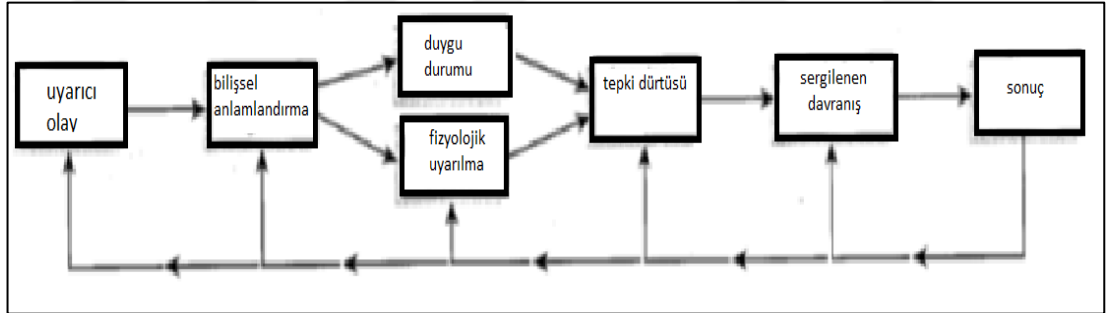 uyarıcı
olay
bilişsel
anlamlandırma
duygu
durumu
fizyolojik
uyarılma
tepki dürtüsü
sergilenen
davranış
sonuç